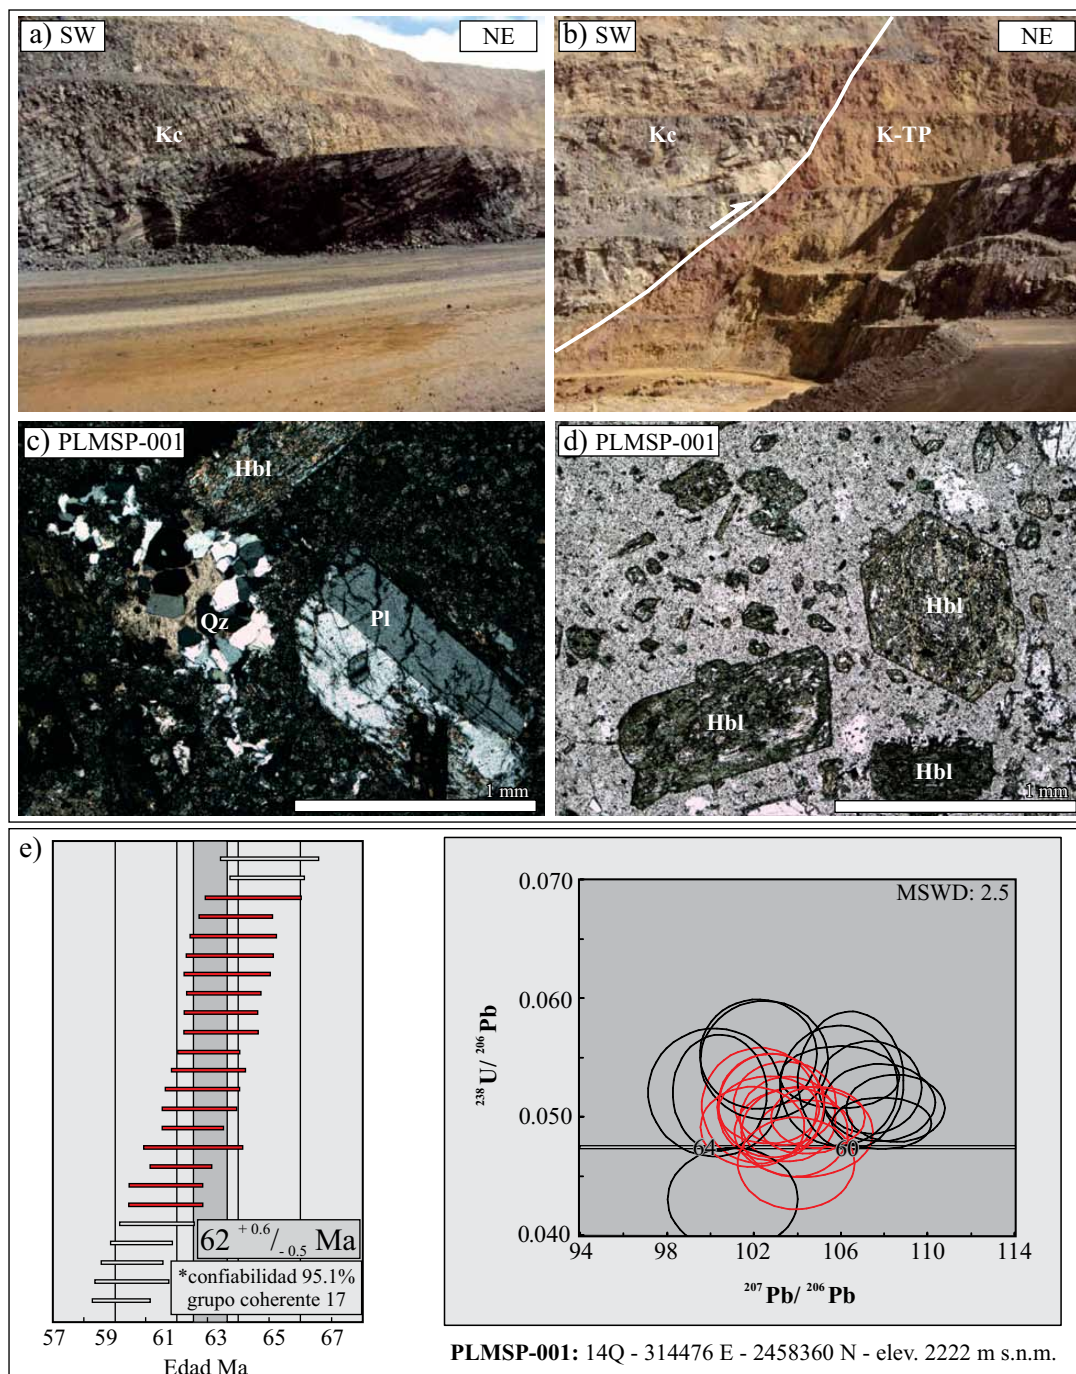 a) SW
NE
Kc
b) SW
NE
Kc
K-TP
c) PLMSP-001
Hbl
Qz
Pl
1 mm
d) PLMSP-001
Hbl
Hbl
Hbl
1 mm
e)
62 + 0.6/- 0.5 Ma
*confiabilidad 95.1%
grupo coherente 17
57 59 61 63 65 67
Edad Ma
MSWD: 2.5
0.070
0.060
0.050
0.040
238U/ 206Pb
64
60
94 98 102 106 110 114
207Pb/ 206Pb
PLMSP-001: 14Q - 314476 E - 2458360 N - elev. 2222 m s.n.m.